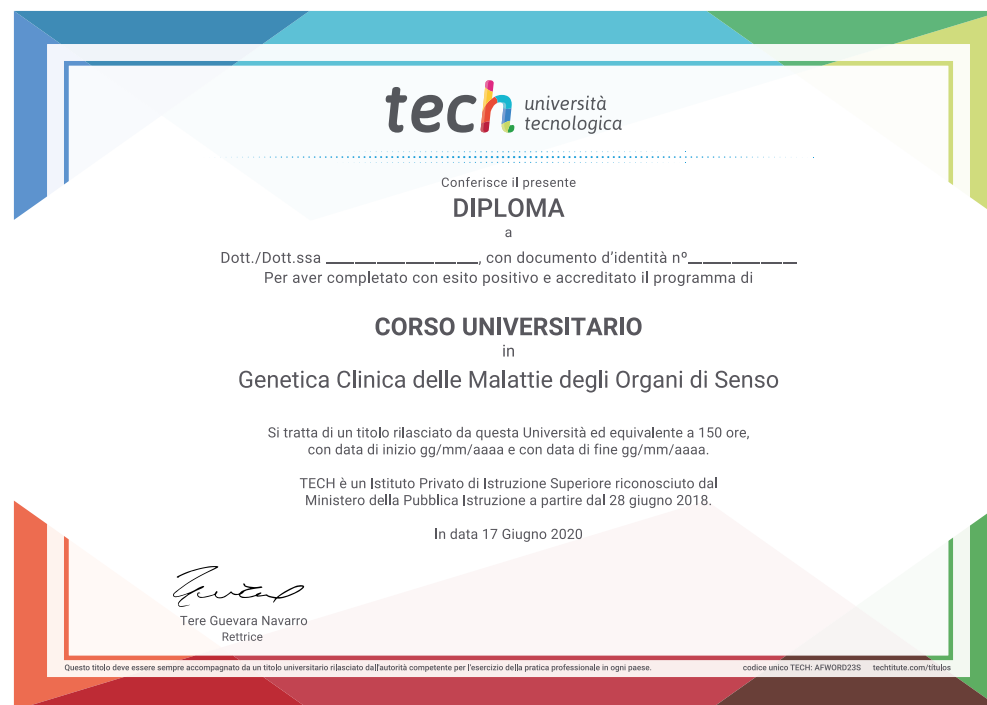 tech università
tecnologica
Conferisce il presente
DIPLOMA
a
Dott./Dott.ssa ____________________, con documento d'identità nº______________
Per aver completato con esito positivo e accreditato il programma di
CORSO UNIVERSITARIO
in
Genetica Clinica delle Malattie degli Organi di Senso
Si tratta di un titolo rilasciato da questa Università ed equivalente a 150 ore,
con data di inizio gg/mm/aaaa e con data di fine gg/mm/aaaa.
TECH è un Istituto Privato di Istruzione Superiore riconosciuto dal
Ministero della Pubblica Istruzione a partire dal 28 giugno 2018.
In data 17 Giugno 2020
Tere Guevara Navarro
Rettrice
Questo titolo deve essere sempre accompagnato da un titolo universitario rilasciato dall'autorità competente per l'esercizio della pratica professionale in ogni paese.
codice unico TECH: AFWORD23S techtitute.com/títulos